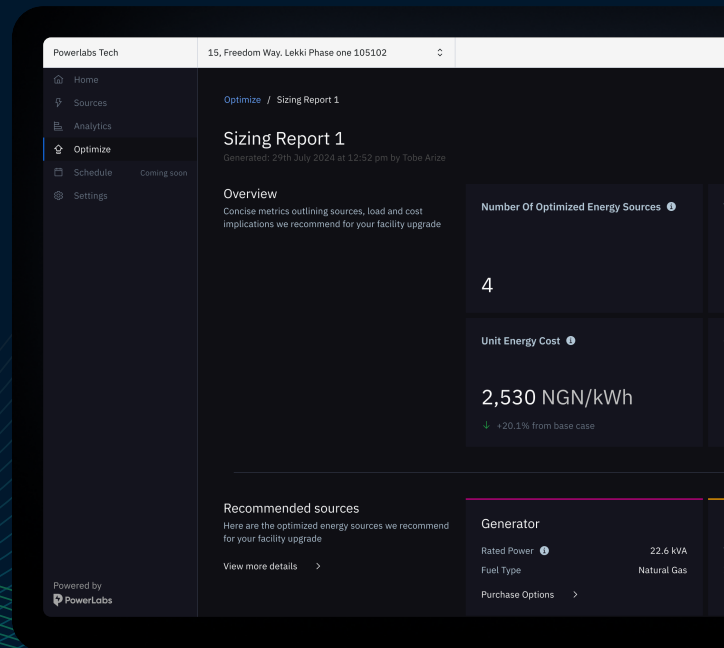 Powerlabs Tech
15, Freedom Way. Lekki Phase one 105102
Home
Sources
Analytics
Optimize
Schedule Coming soon
Settings
Optimize / Sizing Report 1
Sizing Report 1
Generated: 29th July 2024 at 12:52 pm by Tobe Arize
Overview
Concise metrics outlining sources, load and cost
implications we recommend for your facility upgrade
Number Of Optimized Energy Sources
4
Unit Energy Cost
2,530 NGN/kWh
+20.1% from base case
Recommended sources
Here are the optimized energy sources we recommend
for your facility upgrade
View more details
Generator
Rated Power 22.6 kVA
Fuel Type Natural Gas
Purchase Options
Powered by
PowerLabs